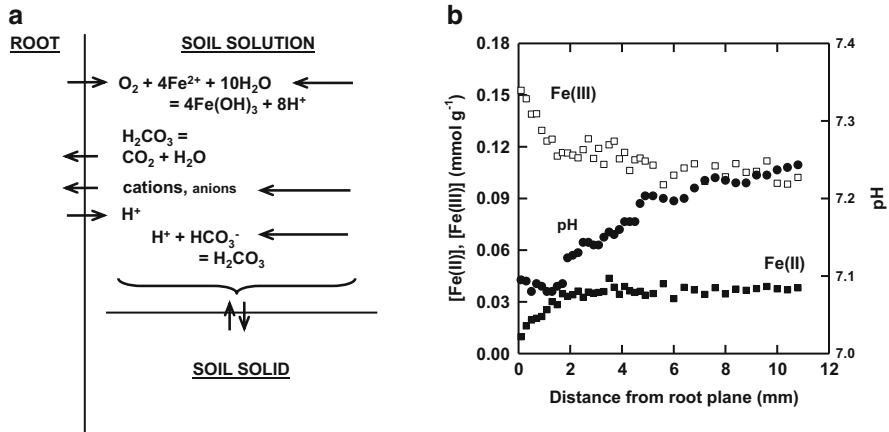 a
ROOT
SOIL SOLUTION
O₂ + 4Fe²⁺ + 10H₂O
= 4Fe(OH)₃ + 8H⁺
H₂CO₃ =
CO₂ + H₂O
cations, anions
H⁺
H⁺ + HCO₃⁻
= H₂CO₃
SOIL SOLID
b
[Fe(II)], [Fe(III)] (mmol g⁻¹)
0.18
0.15
0.12
0.09
0.06
0.03
0.00
Fe(III)
pH
Fe(II)
7.4
7.3
7.2
7.1
7.0
pH
0 2 4 6 8 10 12
Distance from root plane (mm)